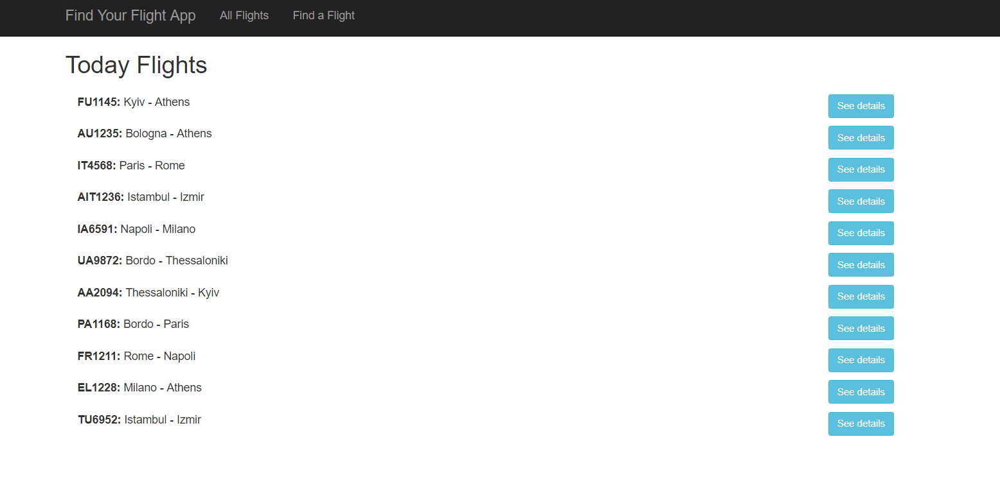 Find Your Flight App All Flights Find a Flight
Today Flights
FU1145: Kyiv - Athens See details
AU1235: Bologna - Athens See details
IT4568: Paris - Rome See details
AIT1236: Istambul - Izmir See details
IA6591: Napoli - Milano See details
UA9872: Bordo - Thessaloniki See details
AA2094: Thessaloniki - Kyiv See details
PA1168: Bordo - Paris See details
FR1211: Rome - Napoli See details
EL1228: Milano - Athens See details
TU6952: Istambul - Izmir See details